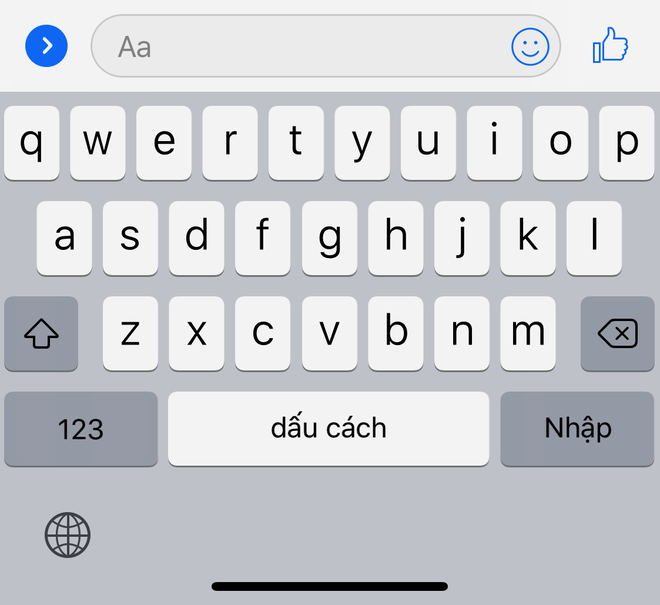 Aa
q w e r t y u i o p
a s d f g h j k l
z x c v b n m
123 dấu cách Nhập